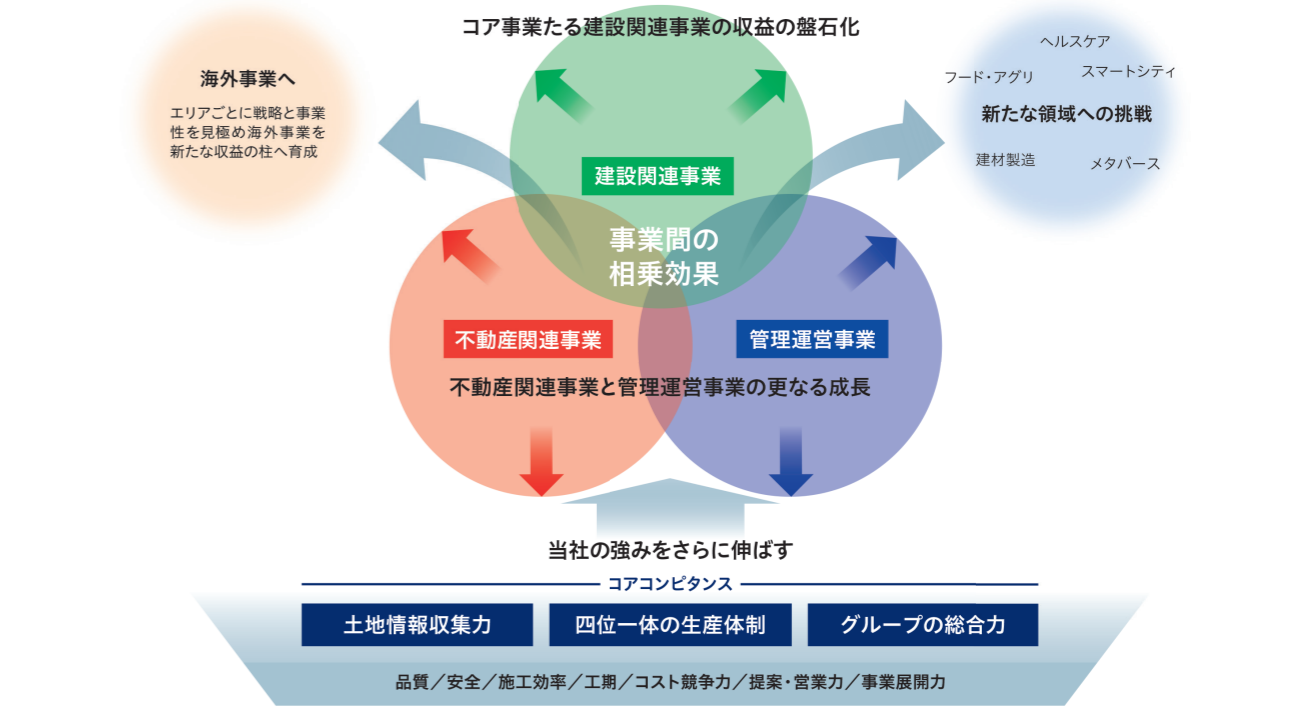 コア事業たる建設関連事業の収益の盤石化
海外事業へ
エリアごとに戦略と事業
性を見極め海外事業を
新たな収益の柱へ育成
ヘルスケア
フード・アグリ
スマートシティ
新たな領域への挑戦
建材製造
メタバース
建設関連事業
事業間の
相乗効果
不動産関連事業
管理運営事業
不動産関連事業と管理運営事業の更なる成長
当社の強みをさらに伸ばす
コアコンピタンス
土地情報収集力
四位一体の生産体制
グループの総合力
品質／安全／施工効率／工期／コスト競争力／提案・営業力／事業展開力